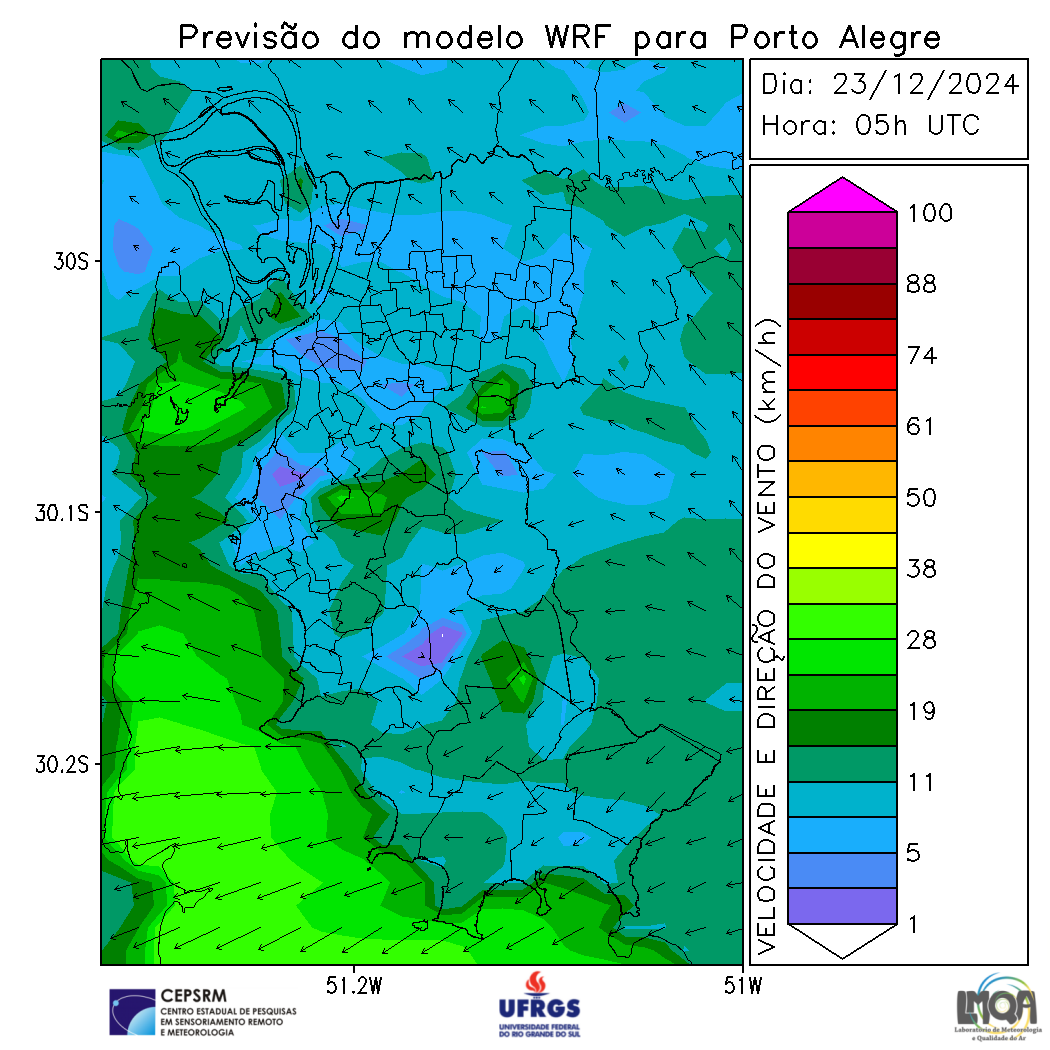 Previsão do modelo WRF para Porto Alegre
Dia: 23/12/2024
Hora: 05h UTC
30S
30.1S
30.2S
51.2W
51W
VELOCIDADE E DIREÇÃO DO VENTO (km/h)
100
88
74
61
50
38
28
19
11
5
1
CEPSRM
CENTRO ESTADUAL DE PESQUISAS
EM SENSORIAMENTO REMOTO
E METEOROLOGIA
UFRGS
UNIVERSIDADE FEDERAL
DO RIO GRANDE DO SUL
LMQA
Laboratório de Meteorologia
e Qualidade do Ar